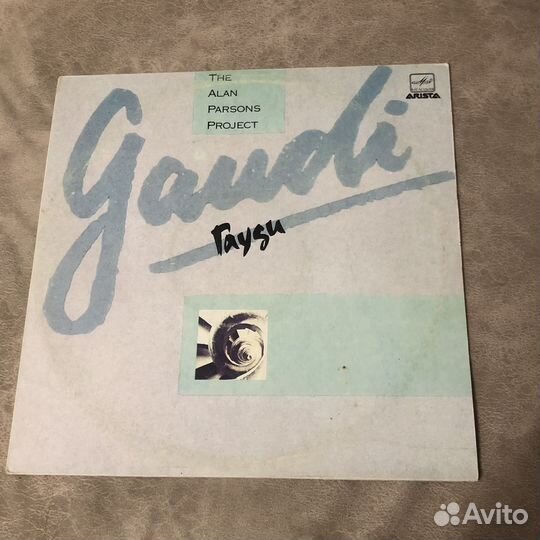 THE
ALAN
PARSONS
PROJECT
ARISTA
gaudi
Гауди
Avito